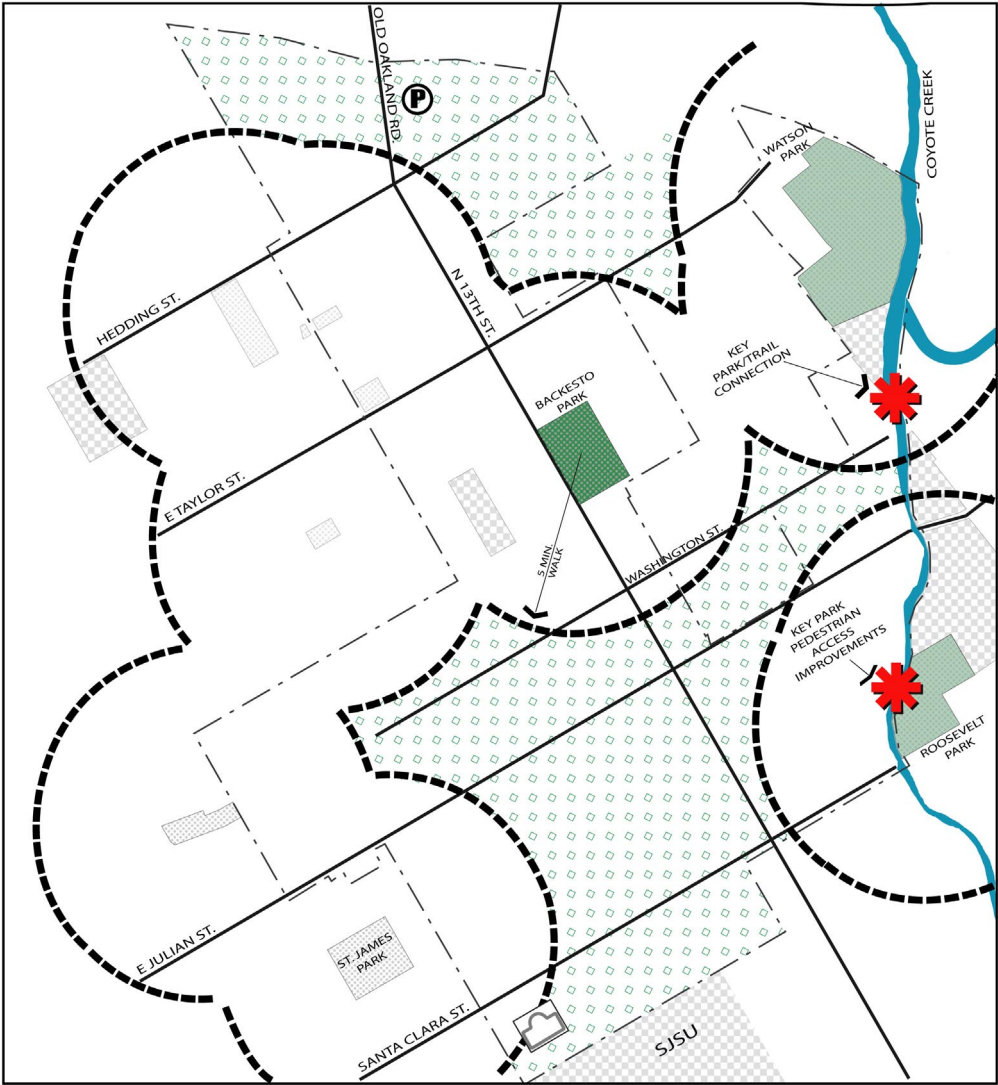 OLD OAKLAND RD.
P
COYOTE CREEK
WATSON
PARK
N 13TH ST.
HEDDING ST.
KEY
PARK/TRAIL
CONNECTION
BACKESTO
PARK
E TAYLOR ST.
5 MIN.
WALK
WASHINGTON ST.
KEY PARK
PEDESTRIAN
ACCESS
IMPROVEMENTS
ROOSEVELT
PARK
E JULIAN ST.
ST. JAMES
PARK
SANTA CLARA ST.
SJSU